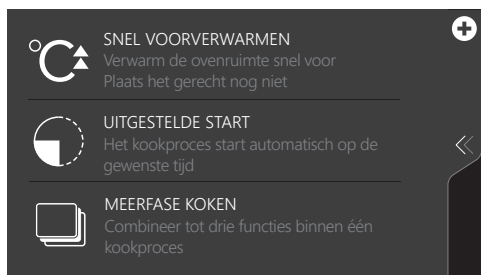 SNEL VOORVERWARMEN
Verwarm de ovenruimte snel voor
Plaats het gerecht nog niet
UITGESTELDE START
Het kookproces start automatisch op de
gewenste tijd
MEERFASE KOKEN
Combineer tot drie functies binnen één
kookproces